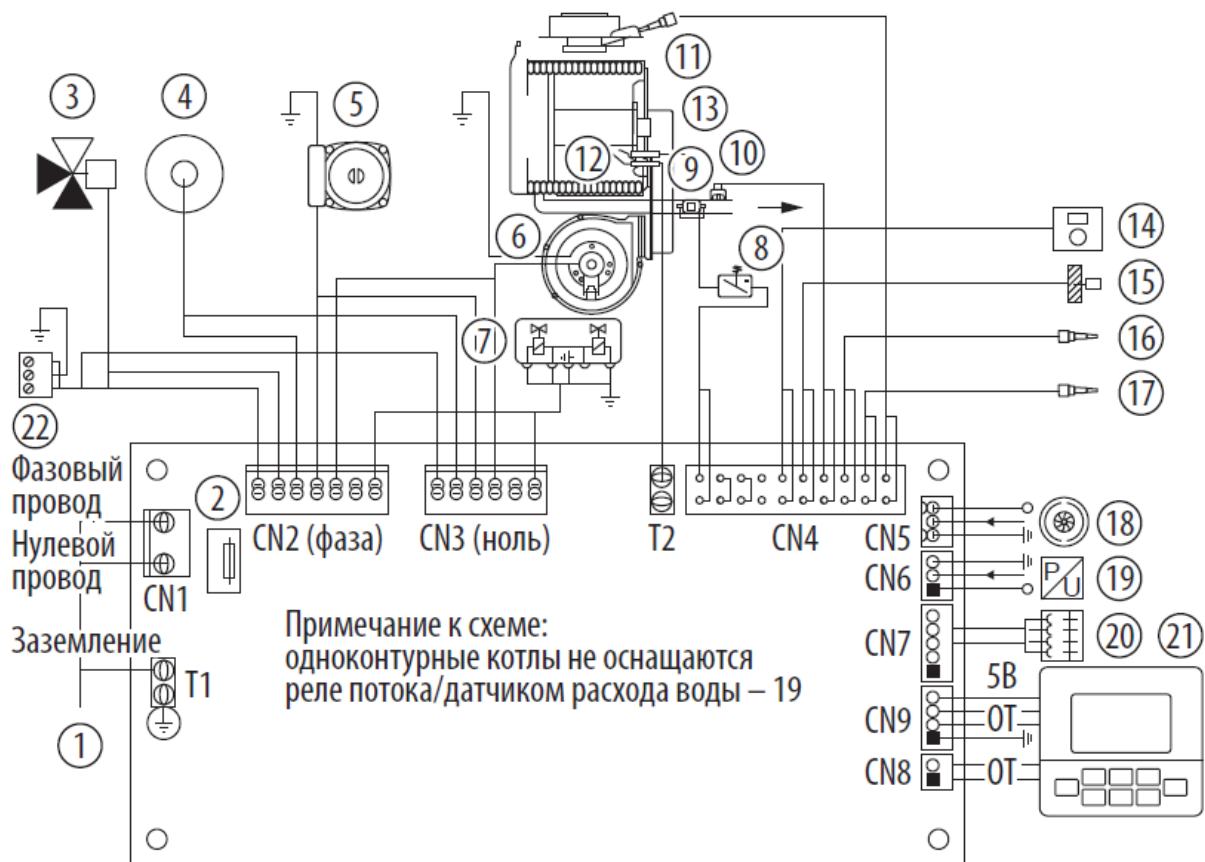 11
3
4
5
13
12
9
10
6
14
8
15
7
16
17
22
Фазовый
провод
2
Нулевой
провод
CN2 (фаза)
CN3 (ноль)
T2
CN4
CN5
18
CN1
CN6
P/U
19
Заземление
T1
Примечание к схеме:
одноконтурные котлы не оснащаются
реле потока/датчиком расхода воды – 19
CN7
20
21
5В
1
CN9
ОТ
CN8
ОТ